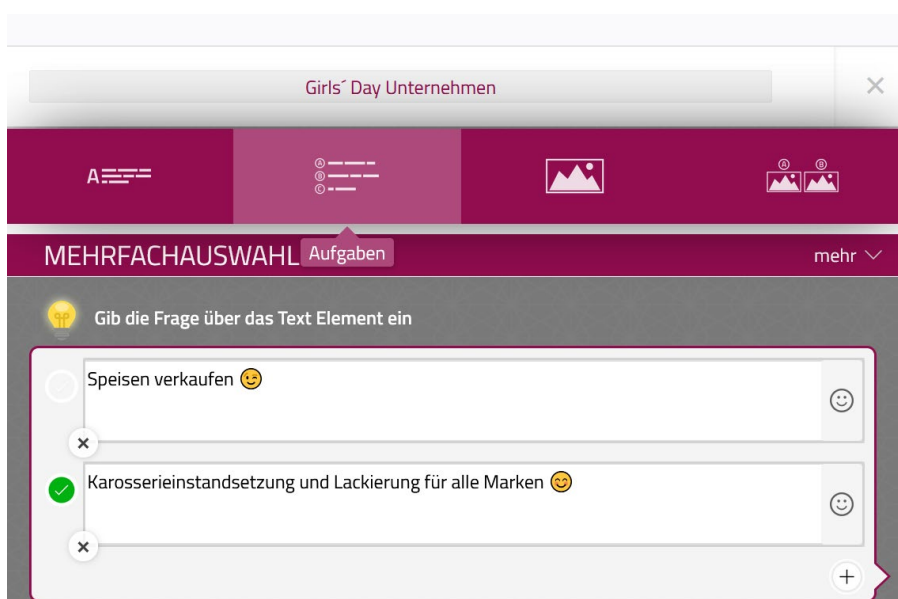 Girls´ Day Unternehmen
A
A
B
C
A B
MEHRFACHAUSWAHL
Aufgaben
mehr
Gib die Frage über das Text Element ein
Speisen verkaufen 😉
Karosserieinstandsetzung und Lackierung für alle Marken 😊